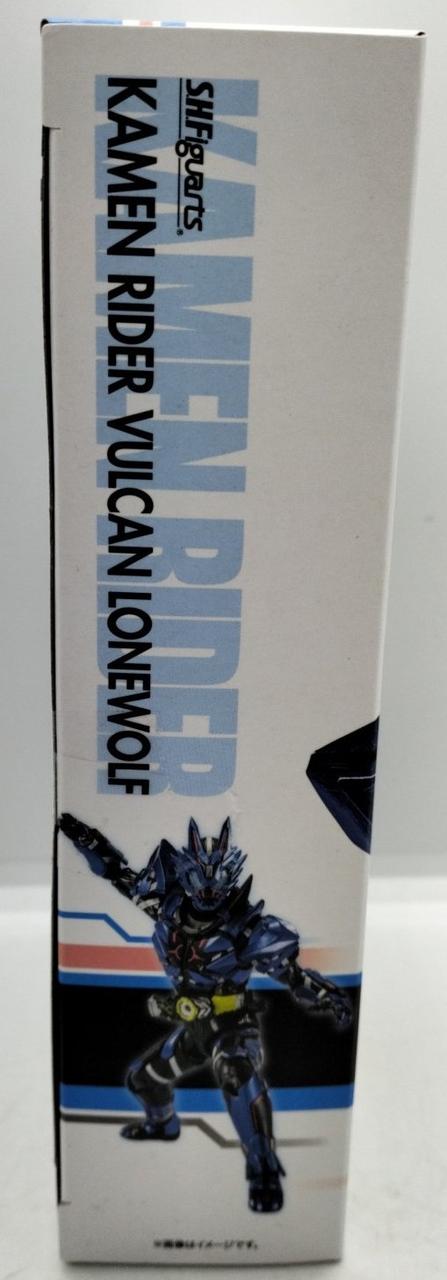 S.H.Figuarts®
KAMEN RIDER
KAMEN RIDER VULCAN LONEWOLF
※画像はイメージです。